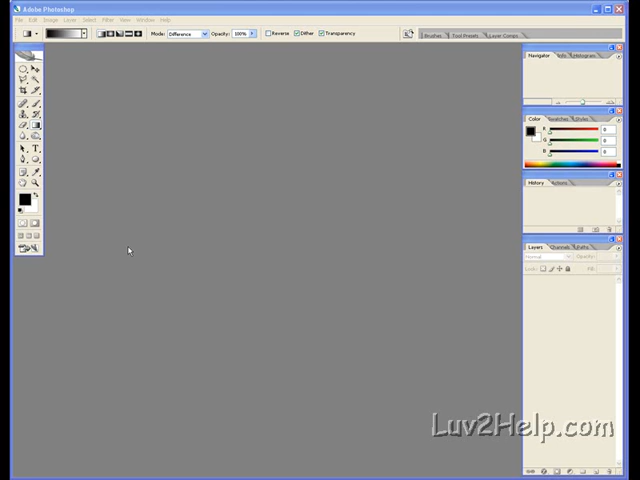 Adobe Photoshop
File Edit Image Layer Select Filter View Window Help
Mode: Difference Opacity: 100% Reverse Dither Transparency Brushes Tool Presets Layer Comps
Navigator Info Histogram
Color Swatches Styles
R 0
G 0
B 0
History Actions
Layers Channels Paths
Normal Opacity:
Lock: Fill:
Luv2Help.com